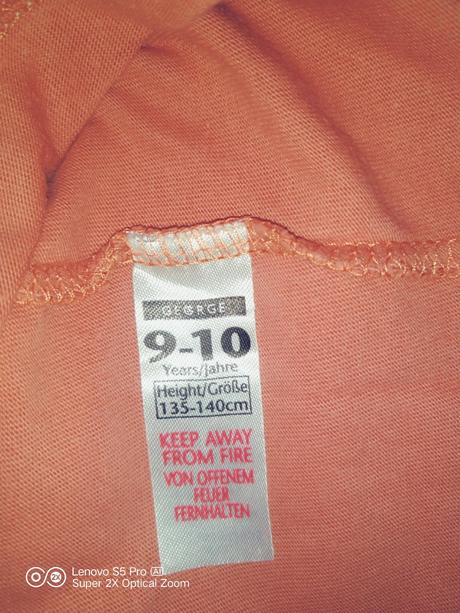 GEORGE
9-10
Years/Jahre
Height/Größe
135-140cm
KEEP AWAY
FROM FIRE
VON OFFENEM
FEUER
FERNHALTEN
Lenovo S5 Pro AI
Super 2X Optical Zoom